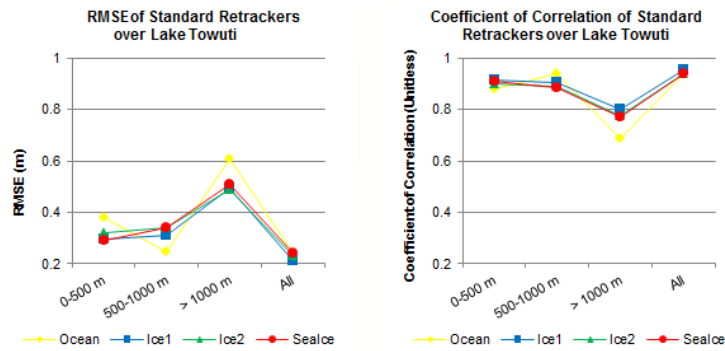 RMSE of Standard Retrackers
over Lake Towuti
1
0.8
0.6
0.4
0.2
RMSE (m)
0-500 m
500-1000 m
> 1000 m
All
Ocean
Ice1
Ice2
SeaIce
Coefficient of Correlation of Standard
Retrackers over Lake Towuti
1
0.8
0.6
0.4
0.2
Coefficient of Correlation (Unitless)
0-500 m
500-1000 m
> 1000 m
All
Ocean
Ice1
Ice2
SeaIce